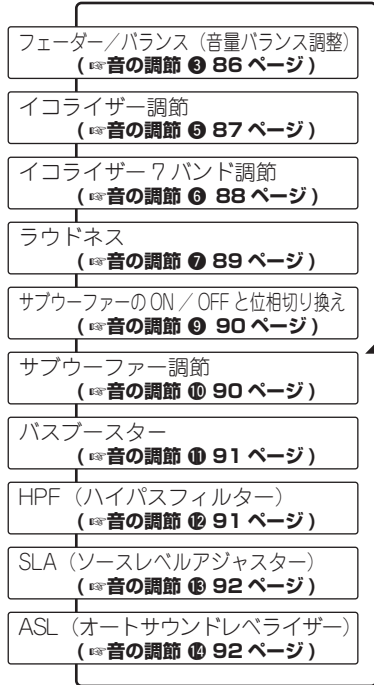 フェーダー／バランス（音量バランス調整）
( ☞音の調節 ❸ 86 ページ )
イコライザー調節
( ☞音の調節 ❺ 87 ページ )
イコライザー 7 バンド調節
( ☞音の調節 ❻ 88 ページ )
ラウドネス
( ☞音の調節 ❼ 89 ページ )
サブウーファーの ON ／ OFF と位相切り換え
( ☞音の調節 ❾ 90 ページ )
サブウーファー調節
( ☞音の調節 ❿ 90 ページ )
バスブースター
( ☞音の調節 ⓫ 91 ページ )
HPF（ハイパスフィルター）
( ☞音の調節 ⓬ 91 ページ )
SLA（ソースレベルアジャスター）
( ☞音の調節 ⓭ 92 ページ )
ASL（オートサウンドレベライザー）
( ☞音の調節 ⓮ 92 ページ )